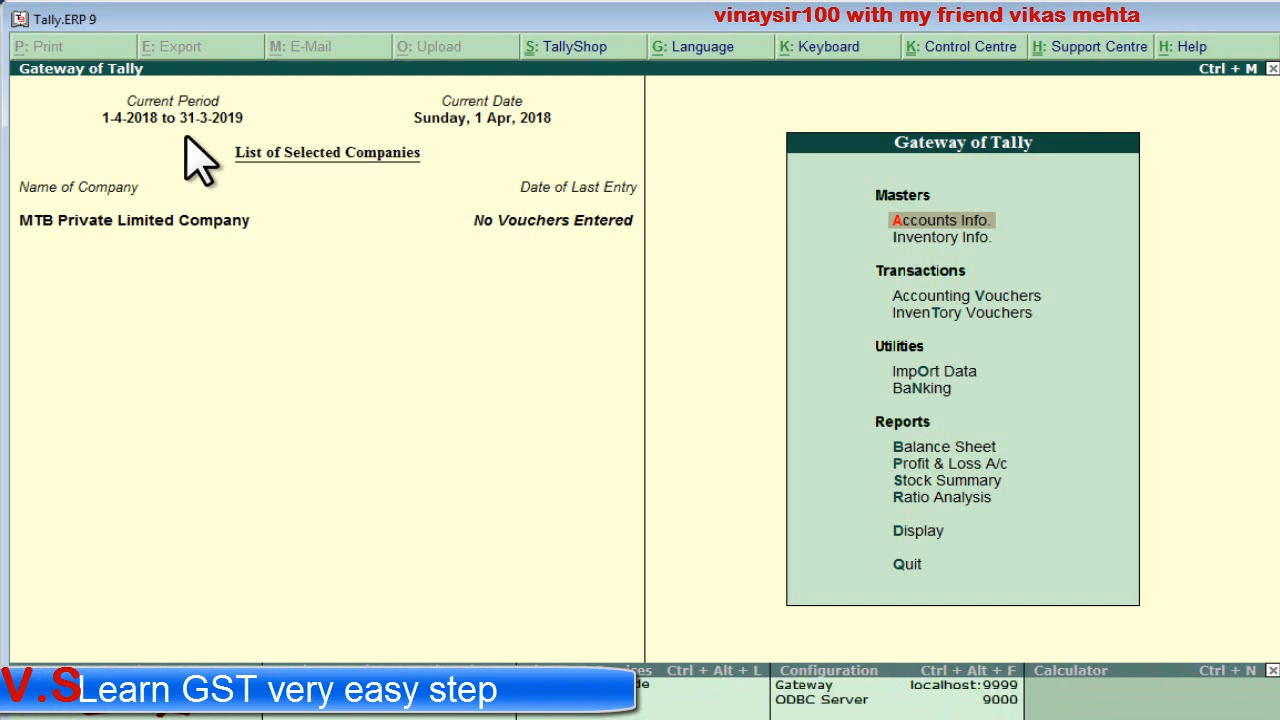 Tally.ERP 9
vinaysir100 with my friend vikas mehta
P: Print E: Export M: E-Mail O: Upload S: TallyShop G: Language K: Keyboard K: Control Centre H: Support Centre H: Help
Gateway of Tally Ctrl + M
Current Period Current Date
1-4-2018 to 31-3-2019 Sunday, 1 Apr, 2018
List of Selected Companies
Name of Company Date of Last Entry
MTB Private Limited Company No Vouchers Entered
Gateway of Tally
Masters
Accounts Info.
Inventory Info.
Transactions
Accounting Vouchers
InvenTory Vouchers
Utilities
ImpOrt Data
BaNking
Reports
Balance Sheet
Profit & Loss A/c
Stock Summary
Ratio Analysis
Display
Quit
Ctrl + Alt + L Configuration Ctrl + Alt + F Calculator Ctrl + N
Gateway localhost:9999
ODBC Server 9000
V.S Learn GST very easy step